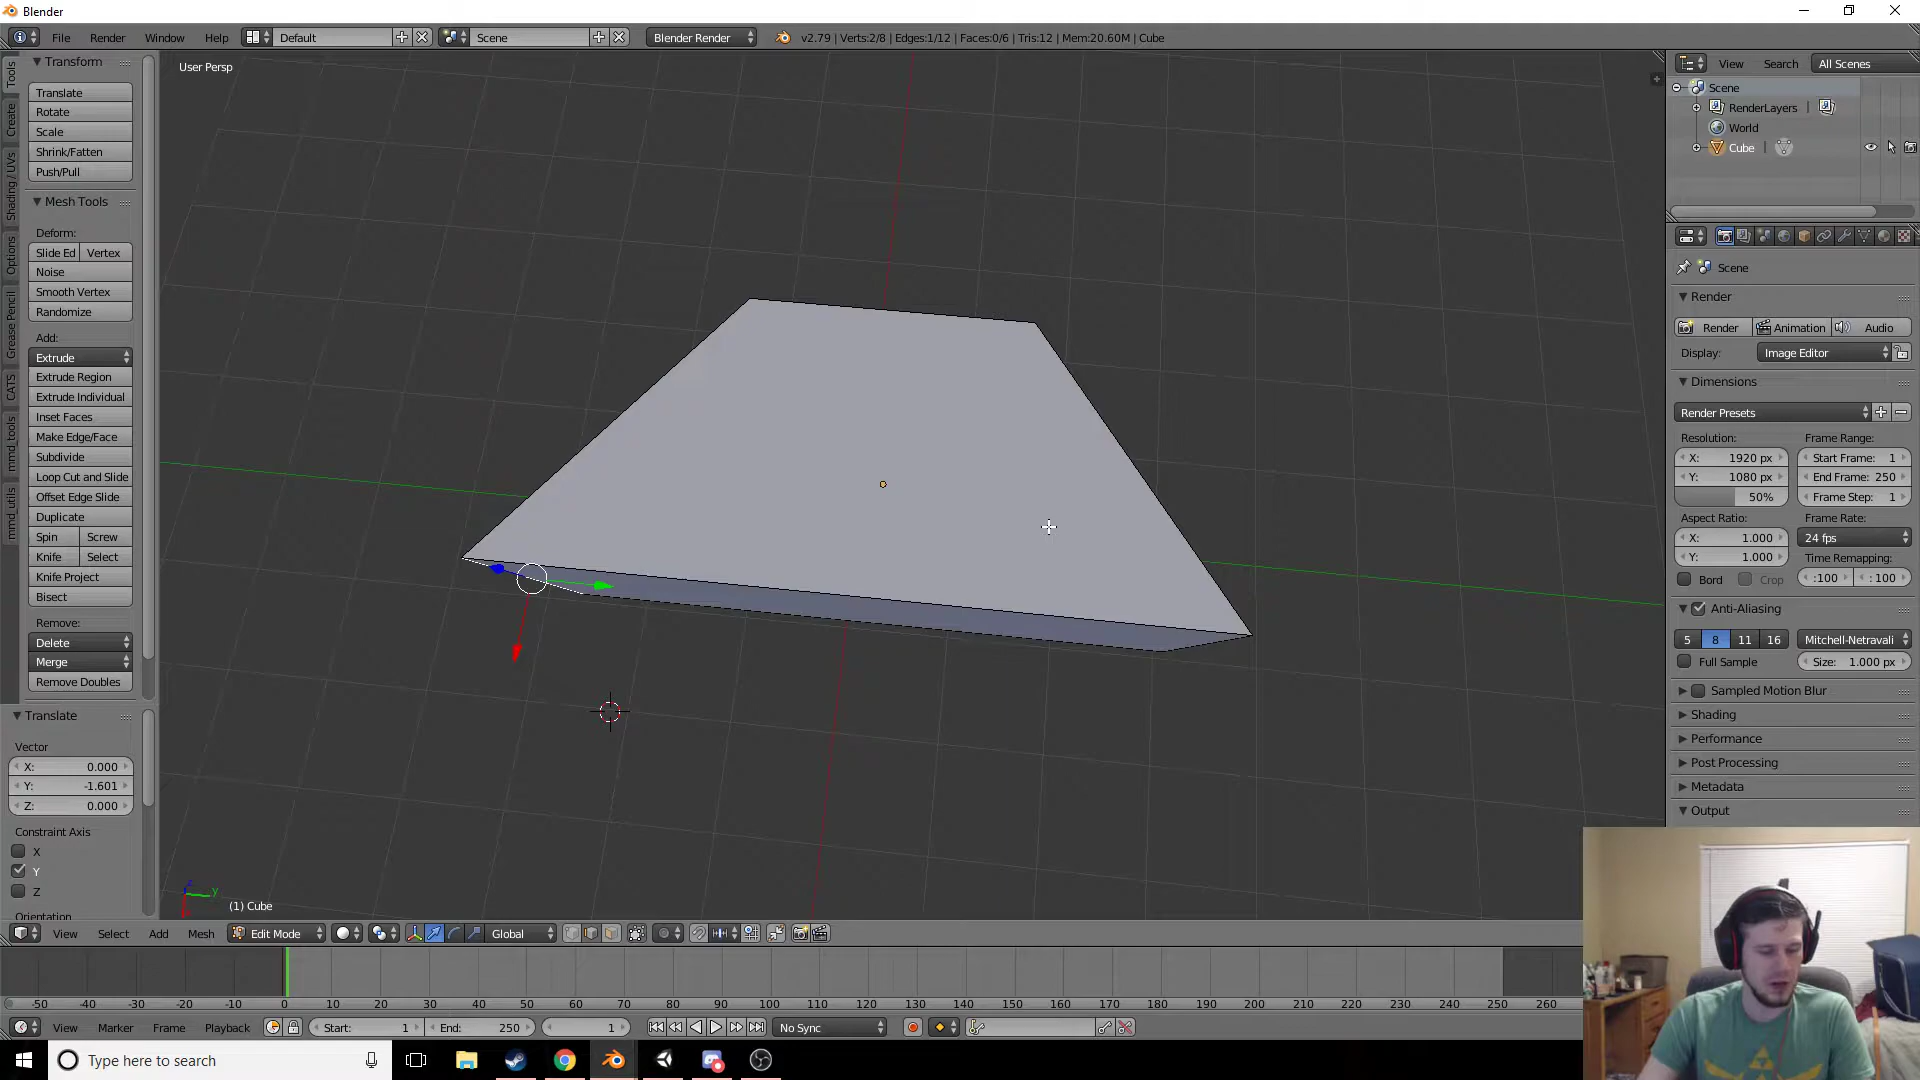 Blender
File Render Window Help Default Scene Blender Render v2.79 | Verts:2/8 | Edges:1/12 | Faces:0/6 | Tris:12 | Mem:20.60M | Cube
User Persp
Tools
Create
Shading / UVs
Options
Grease Pencil
CATS
mmd_tools
mmd_utils
Transform
Translate
Rotate
Scale
Shrink/Fatten
Push/Pull
Mesh Tools
Deform:
Slide Ed Vertex
Noise
Smooth Vertex
Randomize
Add:
Extrude
Extrude Region
Extrude Individual
Inset Faces
Make Edge/Face
Subdivide
Loop Cut and Slide
Offset Edge Slide
Duplicate
Spin Screw
Knife Select
Knife Project
Bisect
Remove:
Delete
Merge
Remove Doubles
Translate
Vector
X: 0.000
Y: -1.601
Z: 0.000
Constraint Axis
X
Y
Z
Orientation
z
y
(1) Cube
View Search All Scenes
Scene
RenderLayers
World
Cube
Scene
Render
Render Animation Audio
Display: Image Editor
Dimensions
Render Presets
Resolution: Frame Range:
X: 1920 px Start Frame: 1
Y: 1080 px End Frame: 250
50% Frame Step: 1
Aspect Ratio: Frame Rate:
X: 1.000 24 fps
Y: 1.000 Time Remapping:
Bord Crop :100 : 100
Anti-Aliasing
5 8 11 16 Mitchell-Netravali
Full Sample Size: 1.000 px
Sampled Motion Blur
Shading
Performance
Post Processing
Metadata
Output
View Select Add Mesh Edit Mode Global
-50 -40 -30 -20 -10 0 10 20 30 40 50 60 70 80 90 100 110 120 130 140 150 160 170 180 190 200 210 220 230 240 250 260
View Marker Frame Playback Start: 1 End: 250 1 No Sync
Type here to search